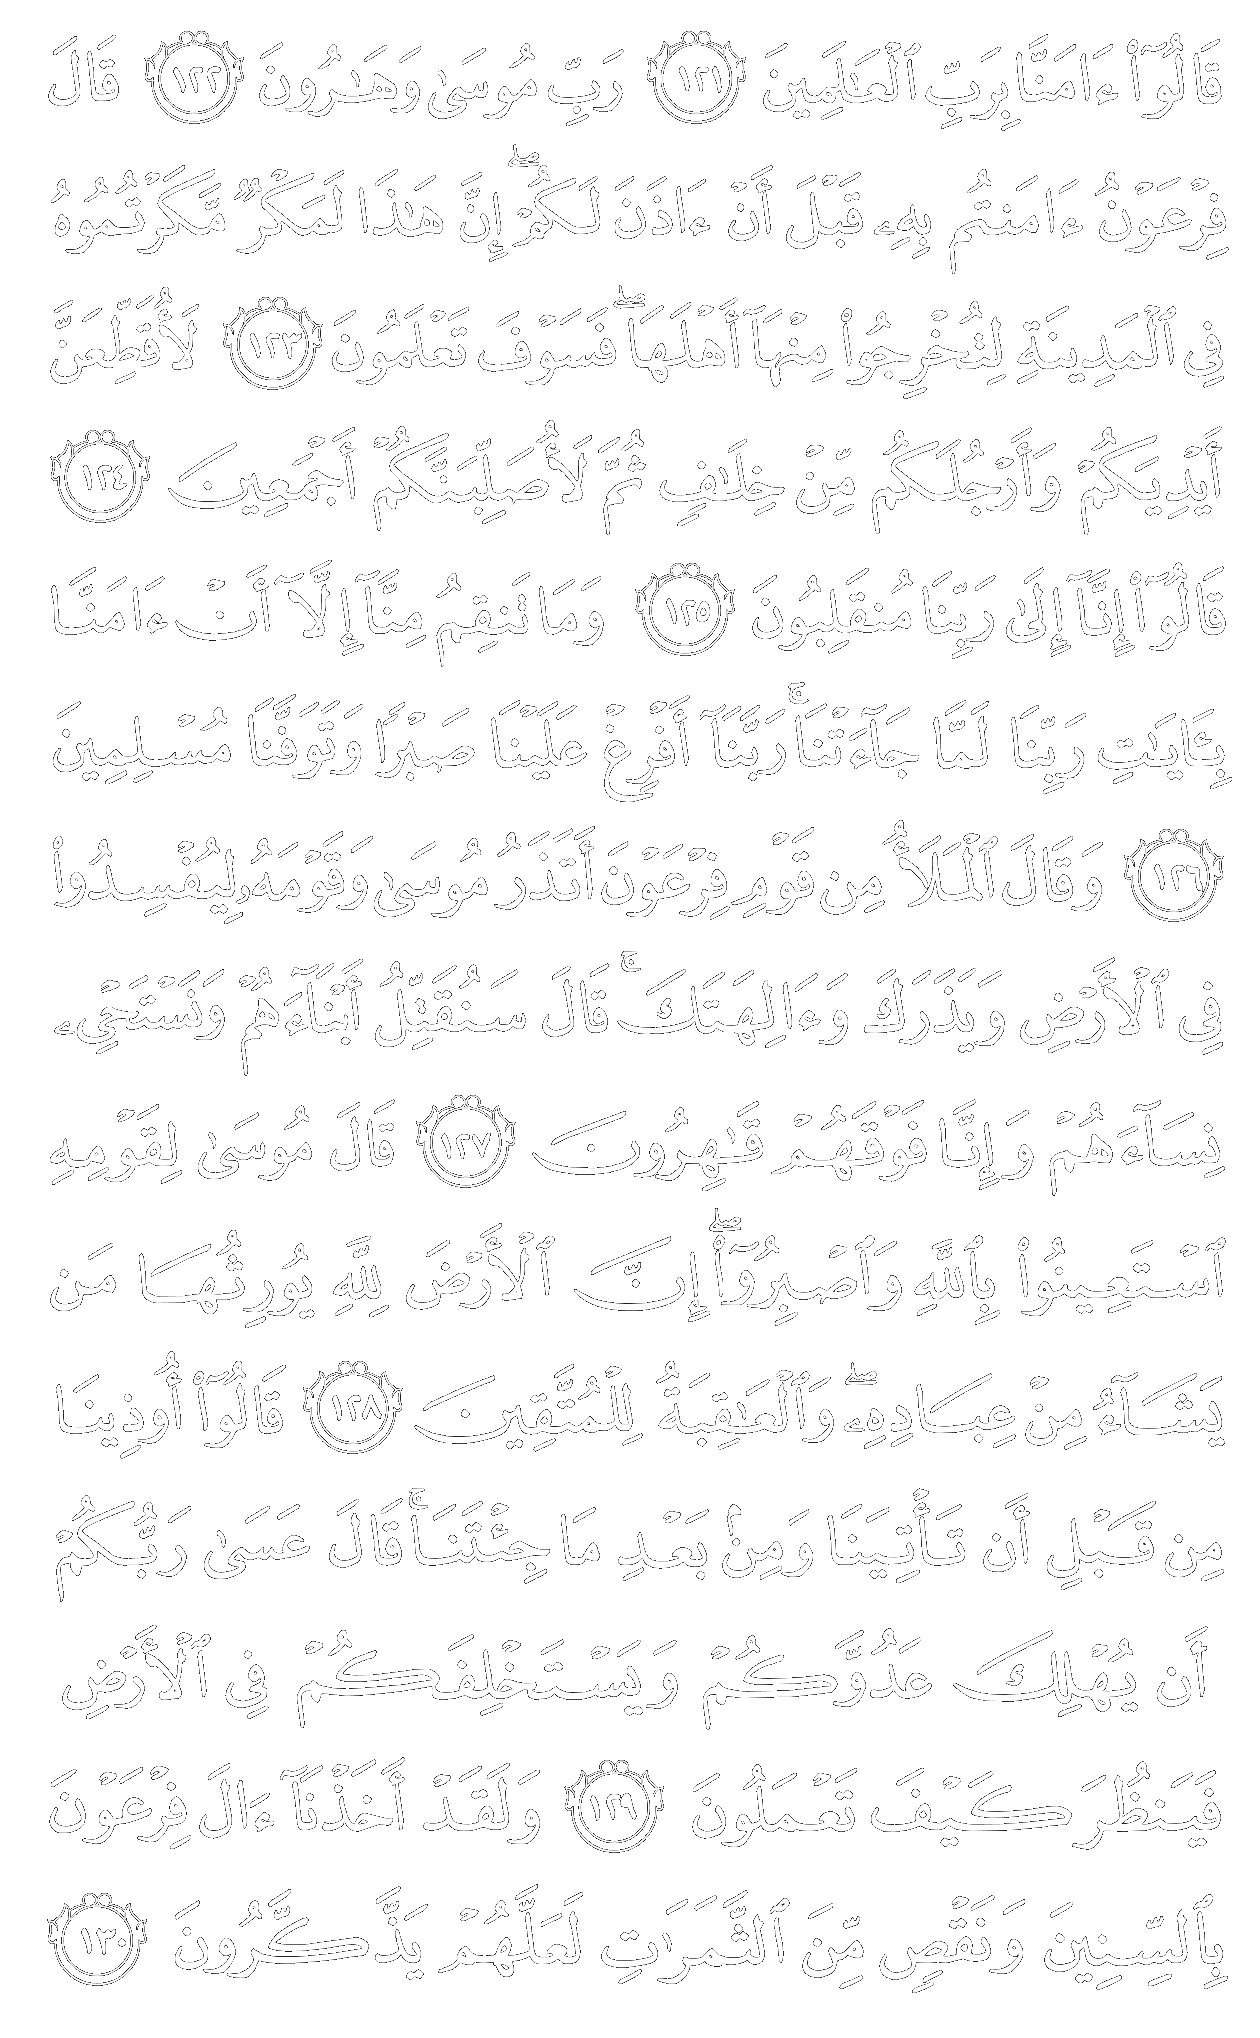 قَالُوٓا۟ ءَامَنَّا بِرَبِّ ٱلْعَـٰلَمِينَ ١٢١ رَبِّ مُوسَىٰ وَهَـٰرُونَ ١٢٢ قَالَ
فِرْعَوْنُ ءَامَنتُم بِهِۦ قَبْلَ أَنْ ءَاذَنَ لَكُمْ ۖ إِنَّ هَـٰذَا لَمَكْرٌ مَّكَرْتُمُوهُ
فِى ٱلْمَدِينَةِ لِتُخْرِجُوا۟ مِنْهَآ أَهْلَهَا ۖ فَسَوْفَ تَعْلَمُونَ ١٢٣ لَأُقَطِّعَنَّ
أَيْدِيَكُمْ وَأَرْجُلَكُم مِّنْ خِلَـٰفٍ ثُمَّ لَأُصَلِّبَنَّكُمْ أَجْمَعِينَ ١٢٤
قَالُوٓا۟ إِنَّآ إِلَىٰ رَبِّنَا مُنقَلِبُونَ ١٢٥ وَمَا تَنقِمُ مِنَّآ إِلَّآ أَنْ ءَامَنَّا
بِـَٔايَـٰتِ رَبِّنَا لَمَّا جَآءَتْنَا ۚ رَبَّنَآ أَفْرِغْ عَلَيْنَا صَبْرًا وَتَوَفَّنَا مُسْلِمِينَ
١٢٦ وَقَالَ ٱلْمَلَأُ مِن قَوْمِ فِرْعَوْنَ أَتَذَرُ مُوسَىٰ وَقَوْمَهُۥ لِيُفْسِدُوا۟
فِى ٱلْأَرْضِ وَيَذَرَكَ وَءَالِهَتَكَ ۚ قَالَ سَنُقَتِّلُ أَبْنَآءَهُمْ وَنَسْتَحْىِۦ
نِسَآءَهُمْ وَإِنَّا فَوْقَهُمْ قَـٰهِرُونَ ١٢٧ قَالَ مُوسَىٰ لِقَوْمِهِ
ٱسْتَعِينُوا۟ بِٱللَّهِ وَٱصْبِرُوٓا۟ ۖ إِنَّ ٱلْأَرْضَ لِلَّهِ يُورِثُهَا مَن
يَشَآءُ مِنْ عِبَادِهِۦ ۖ وَٱلْعَـٰقِبَةُ لِلْمُتَّقِينَ ١٢٨ قَالُوٓا۟ أُوذِينَا
مِن قَبْلِ أَن تَأْتِيَنَا وَمِنۢ بَعْدِ مَا جِئْتَنَا ۚ قَالَ عَسَىٰ رَبُّكُمْ
أَن يُهْلِكَ عَدُوَّكُمْ وَيَسْتَخْلِفَكُمْ فِى ٱلْأَرْضِ
فَيَنظُرَ كَيْفَ تَعْمَلُونَ ١٢٩ وَلَقَدْ أَخَذْنَآ ءَالَ فِرْعَوْنَ
بِٱلسِّنِينَ وَنَقْصٍ مِّنَ ٱلثَّمَرَٰتِ لَعَلَّهُمْ يَذَّكَّرُونَ ١٣٠